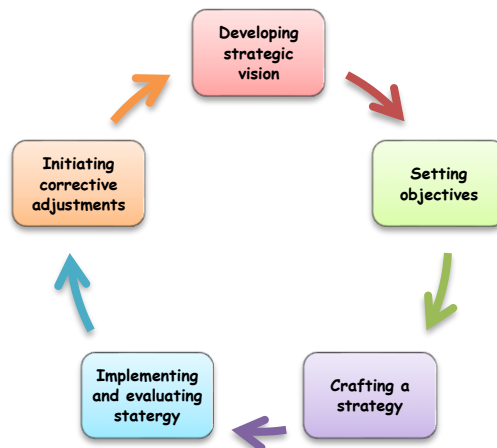 Developing
strategic
vision
Setting
objectives
Crafting a
strategy
Implementing
and evaluating
statergy
Initiating
corrective
adjustments